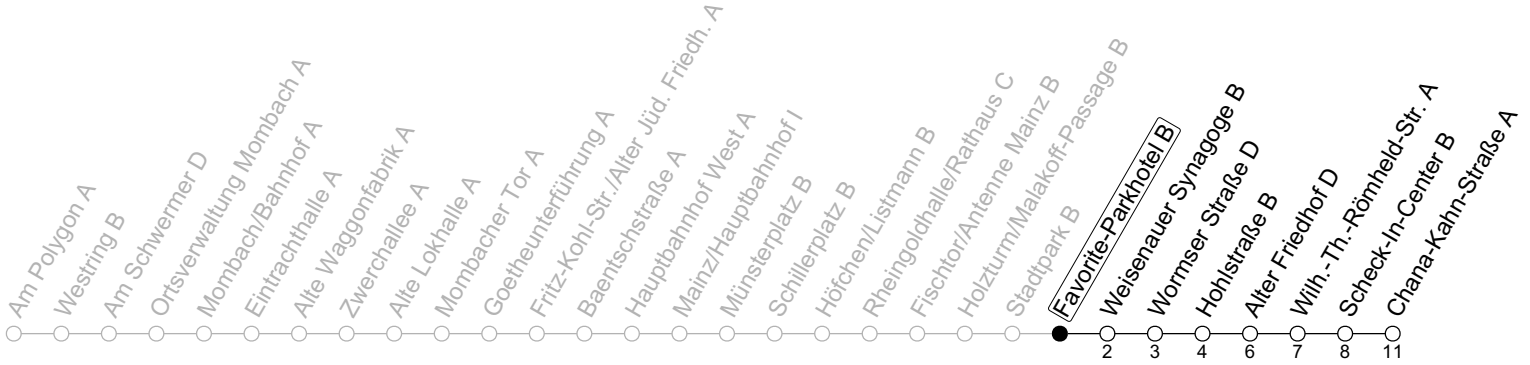 Am Polygon A
Westring B
Am Schwermer D
Ortsverwaltung Mombach A
Mombach/Bahnhof A
Eintrachthalle A
Alte Waggonfabrik A
Zwerchallee A
Alte Lokhalle A
Mombacher Tor A
Goetheunterführung A
Fritz-Kohl-Str./Alter Jüd. Friedh. A
Baentschstraße A
Hauptbahnhof West A
Mainz/Hauptbahnhof I
Münsterplatz B
Schillerplatz B
Höfchen/Listmann B
Rheingoldhalle/Rathaus C
Fischtor/Antenne Mainz B
Holzturm/Malakoff-Passage B
Stadtpark B
Favorite-Parkhotel B
Weisenauer Synagoge B
Wormser Straße D
Hohlstraße B
Alter Friedhof D
Wilh.-Th.-Römheld-Str. A
Scheck-In-Center B
Chana-Kahn-Straße A
2 3 4 6 7 8 11